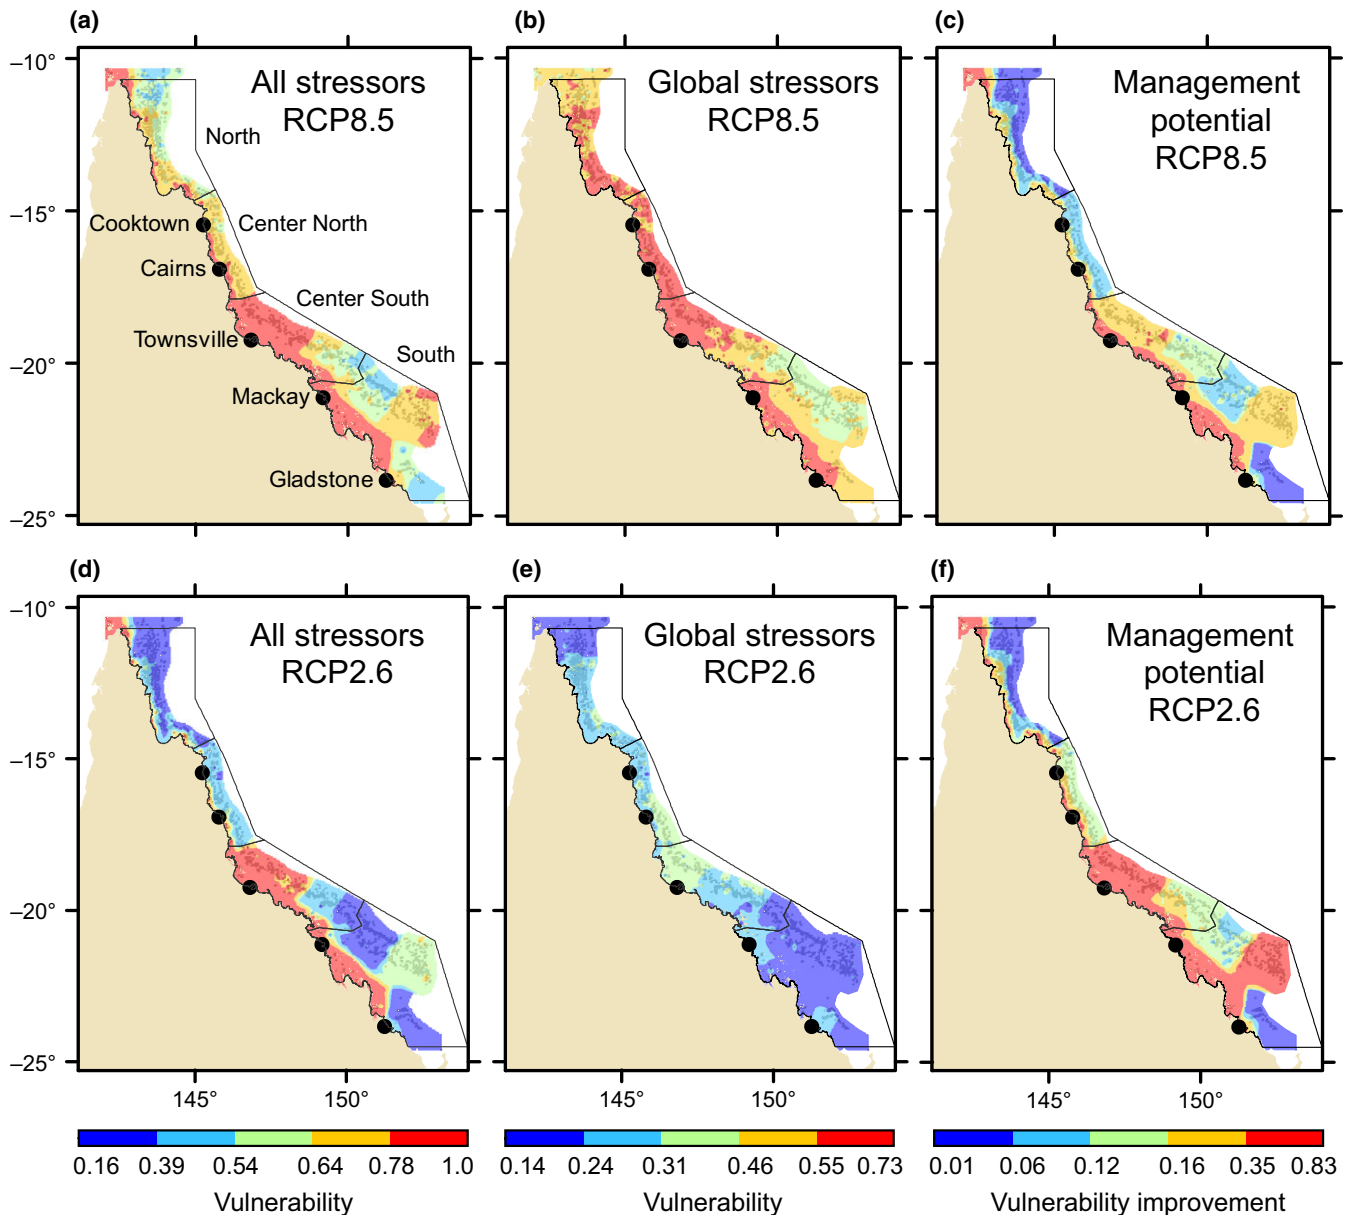 (a)
(b)
(c)
−10°
−15°
−20°
−25°
All stressors
RCP8.5
North
Center North
Center South
South
Cooktown
Cairns
Townsville
Mackay
Gladstone
Global stressors
RCP8.5
Management
potential
RCP8.5
(d)
(e)
(f)
−10°
−15°
−20°
−25°
All stressors
RCP2.6
Global stressors
RCP2.6
Management
potential
RCP2.6
145° 150°
145° 150°
145° 150°
0.16 0.39 0.54 0.64 0.78 1.0
Vulnerability
0.14 0.24 0.31 0.46 0.55 0.73
Vulnerability
0.01 0.06 0.12 0.16 0.35 0.83
Vulnerability improvement